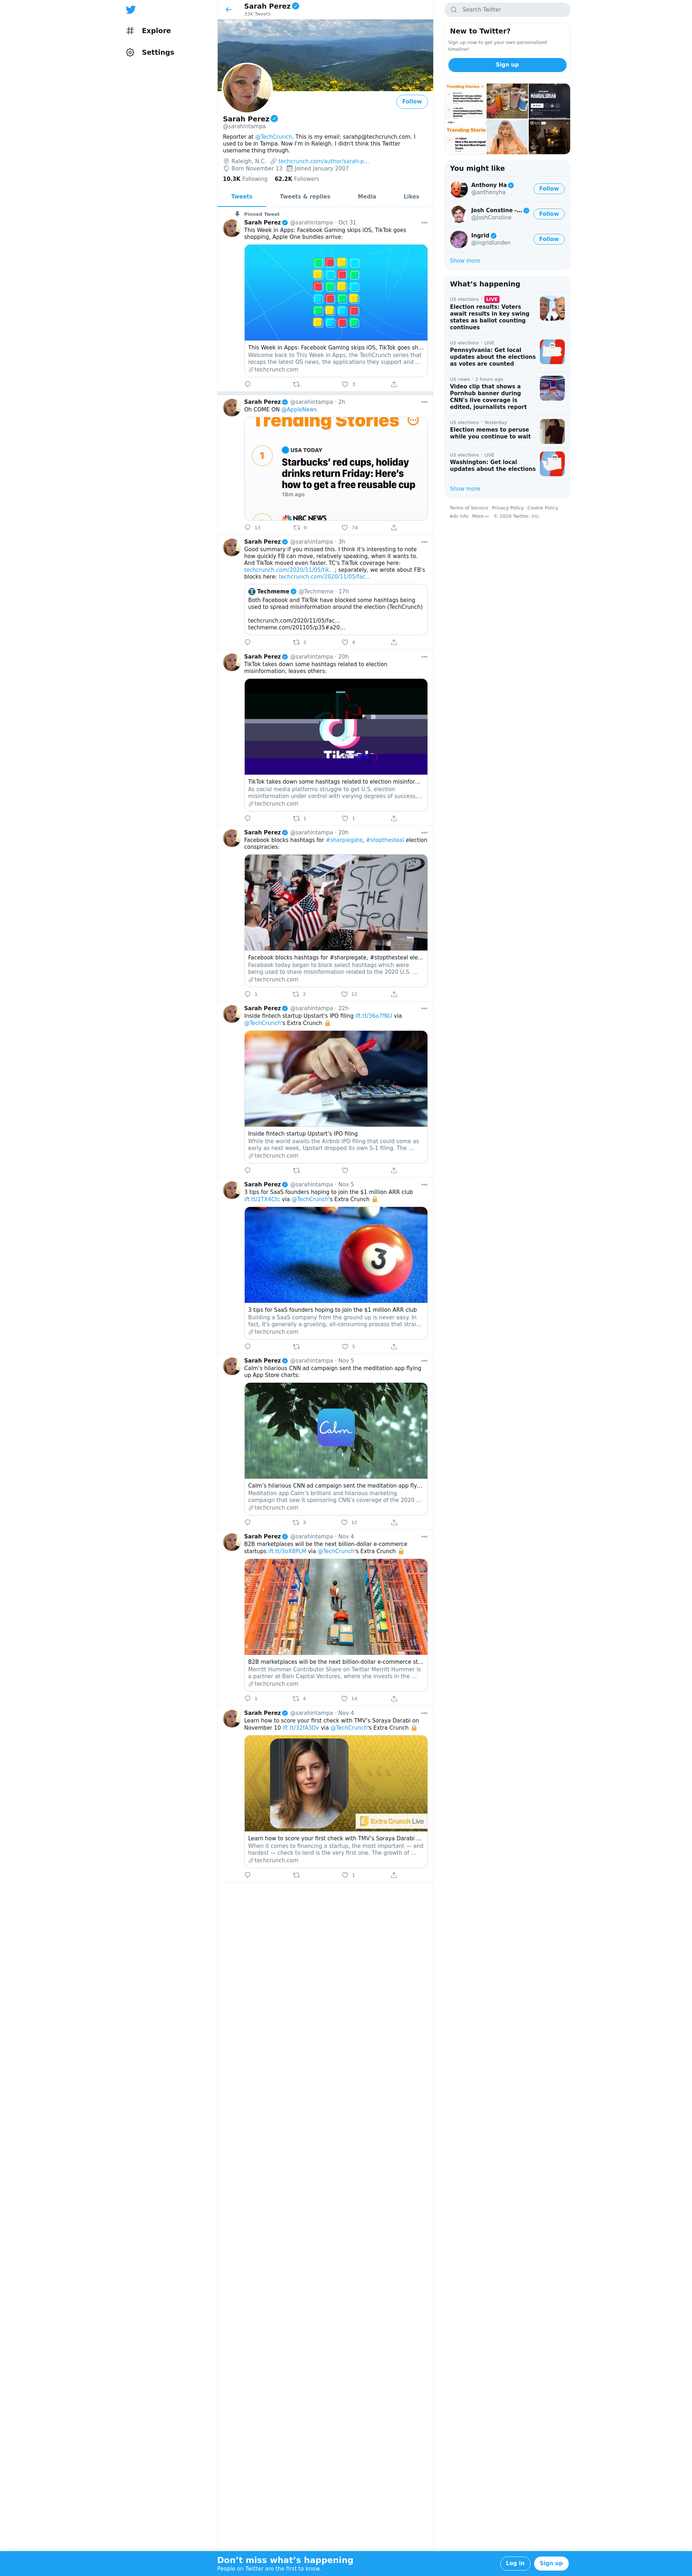 Explore
Settings
Sarah Perez
33K Tweets
Follow
Sarah Perez
@sarahintampa
Reporter at @TechCrunch. This is my email: sarahp@techcrunch.com. I
used to be in Tampa. Now I'm in Raleigh. I didn't think this Twitter
username thing through.
Raleigh, N.C. techcrunch.com/author/sarah-p...
Born November 13 Joined January 2007
10.3K Following 62.2K Followers
Tweets Tweets & replies Media Likes
Pinned Tweet
Sarah Perez @sarahintampa · Oct 31
This Week in Apps: Facebook Gaming skips iOS, TikTok goes
shopping, Apple One bundles arrive:
This Week in Apps: Facebook Gaming skips iOS, TikTok goes sh...
Welcome back to This Week in Apps, the TechCrunch series that
recaps the latest OS news, the applications they support and ...
techcrunch.com
3
Sarah Perez @sarahintampa · 2h
Oh COME ON @AppleNews
Trending Stories
1
USA TODAY
Starbucks' red cups, holiday
drinks return Friday: Here's
how to get a free reusable cup
18m ago
NBC NEWS
13 9 74
Sarah Perez @sarahintampa · 3h
Good summary if you missed this. I think it's interesting to note
how quickly FB can move, relatively speaking, when it wants to.
And TikTok moved even faster. TC's TikTok coverage here:
techcrunch.com/2020/11/05/tik...; separately, we wrote about FB's
blocks here: techcrunch.com/2020/11/05/fac...
Techmeme @Techmeme · 17h
Both Facebook and TikTok have blocked some hashtags being
used to spread misinformation around the election (TechCrunch)
techcrunch.com/2020/11/05/fac...
techmeme.com/201105/p35#a20...
2 4
Sarah Perez @sarahintampa · 20h
TikTok takes down some hashtags related to election
misinformation, leaves others:
TikTok
TikTok takes down some hashtags related to election misinfor...
As social media platforms struggle to get U.S. election
misinformation under control with varying degrees of success,...
techcrunch.com
1 1
Sarah Perez @sarahintampa · 20h
Facebook blocks hashtags for #sharpiegate, #stopthesteal election
conspiracies:
STOP
THE
Steal
Facebook blocks hashtags for #sharpiegate, #stopthesteal ele...
Facebook today began to block select hashtags which were
being used to share misinformation related to the 2020 U.S. ...
techcrunch.com
1 2 12
Sarah Perez @sarahintampa · 22h
Inside fintech startup Upstart's IPO filing ift.tt/36a7fNU via
@TechCrunch's Extra Crunch 🔒
Inside fintech startup Upstart's IPO filing
While the world awaits the Airbnb IPO filing that could come as
early as next week, Upstart dropped its own S-1 filing. The ...
techcrunch.com
Sarah Perez @sarahintampa · Nov 5
3 tips for SaaS founders hoping to join the $1 million ARR club
ift.tt/2TX4Ctc via @TechCrunch's Extra Crunch 🔒
3
3 tips for SaaS founders hoping to join the $1 million ARR club
Building a SaaS company from the ground up is never easy. In
fact, it's generally a grueling, all-consuming process that strai...
techcrunch.com
5
Sarah Perez @sarahintampa · Nov 5
Calm's hilarious CNN ad campaign sent the meditation app flying
up App Store charts:
Calm
Calm's hilarious CNN ad campaign sent the meditation app fly...
Meditation app Calm's brilliant and hilarious marketing
campaign that saw it sponsoring CNN's coverage of the 2020 ...
techcrunch.com
3 12
Sarah Perez @sarahintampa · Nov 4
B2B marketplaces will be the next billion-dollar e-commerce
startups ift.tt/3oX8PLM via @TechCrunch's Extra Crunch 🔒
B2B marketplaces will be the next billion-dollar e-commerce st...
Merritt Hummer Contributor Share on Twitter Merritt Hummer is
a partner at Bain Capital Ventures, where she invests in the ...
techcrunch.com
1 4 14
Sarah Perez @sarahintampa · Nov 4
Learn how to score your first check with TMV's Soraya Darabi on
November 10 ift.tt/32fA3Dv via @TechCrunch's Extra Crunch 🔒
Extra Crunch Live
Learn how to score your first check with TMV's Soraya Darabi ...
When it comes to financing a startup, the most important — and
hardest — check to land is the very first one. The growth of ...
techcrunch.com
1
Search Twitter
New to Twitter?
Sign up now to get your own personalized
timeline!
Sign up
Trending Stories
MANDALORIAN
Trending Stories
You might like
Anthony Ha
@anthonyha
Follow
Josh Constine -...
@JoshConstine
Follow
Ingrid
@ingridlunden
Follow
Show more
What's happening
US elections · LIVE
Election results: Voters
await results in key swing
states as ballot counting
continues
US elections · LIVE
Pennsylvania: Get local
updates about the elections
as votes are counted
US news · 2 hours ago
Video clip that shows a
Pornhub banner during
CNN's live coverage is
edited, journalists report
US elections · Yesterday
Election memes to peruse
while you continue to wait
US elections · LIVE
Washington: Get local
updates about the elections
Show more
Terms of Service Privacy Policy Cookie Policy
Ads info More © 2020 Twitter, Inc.
Don't miss what's happening
People on Twitter are the first to know.
Log in Sign up